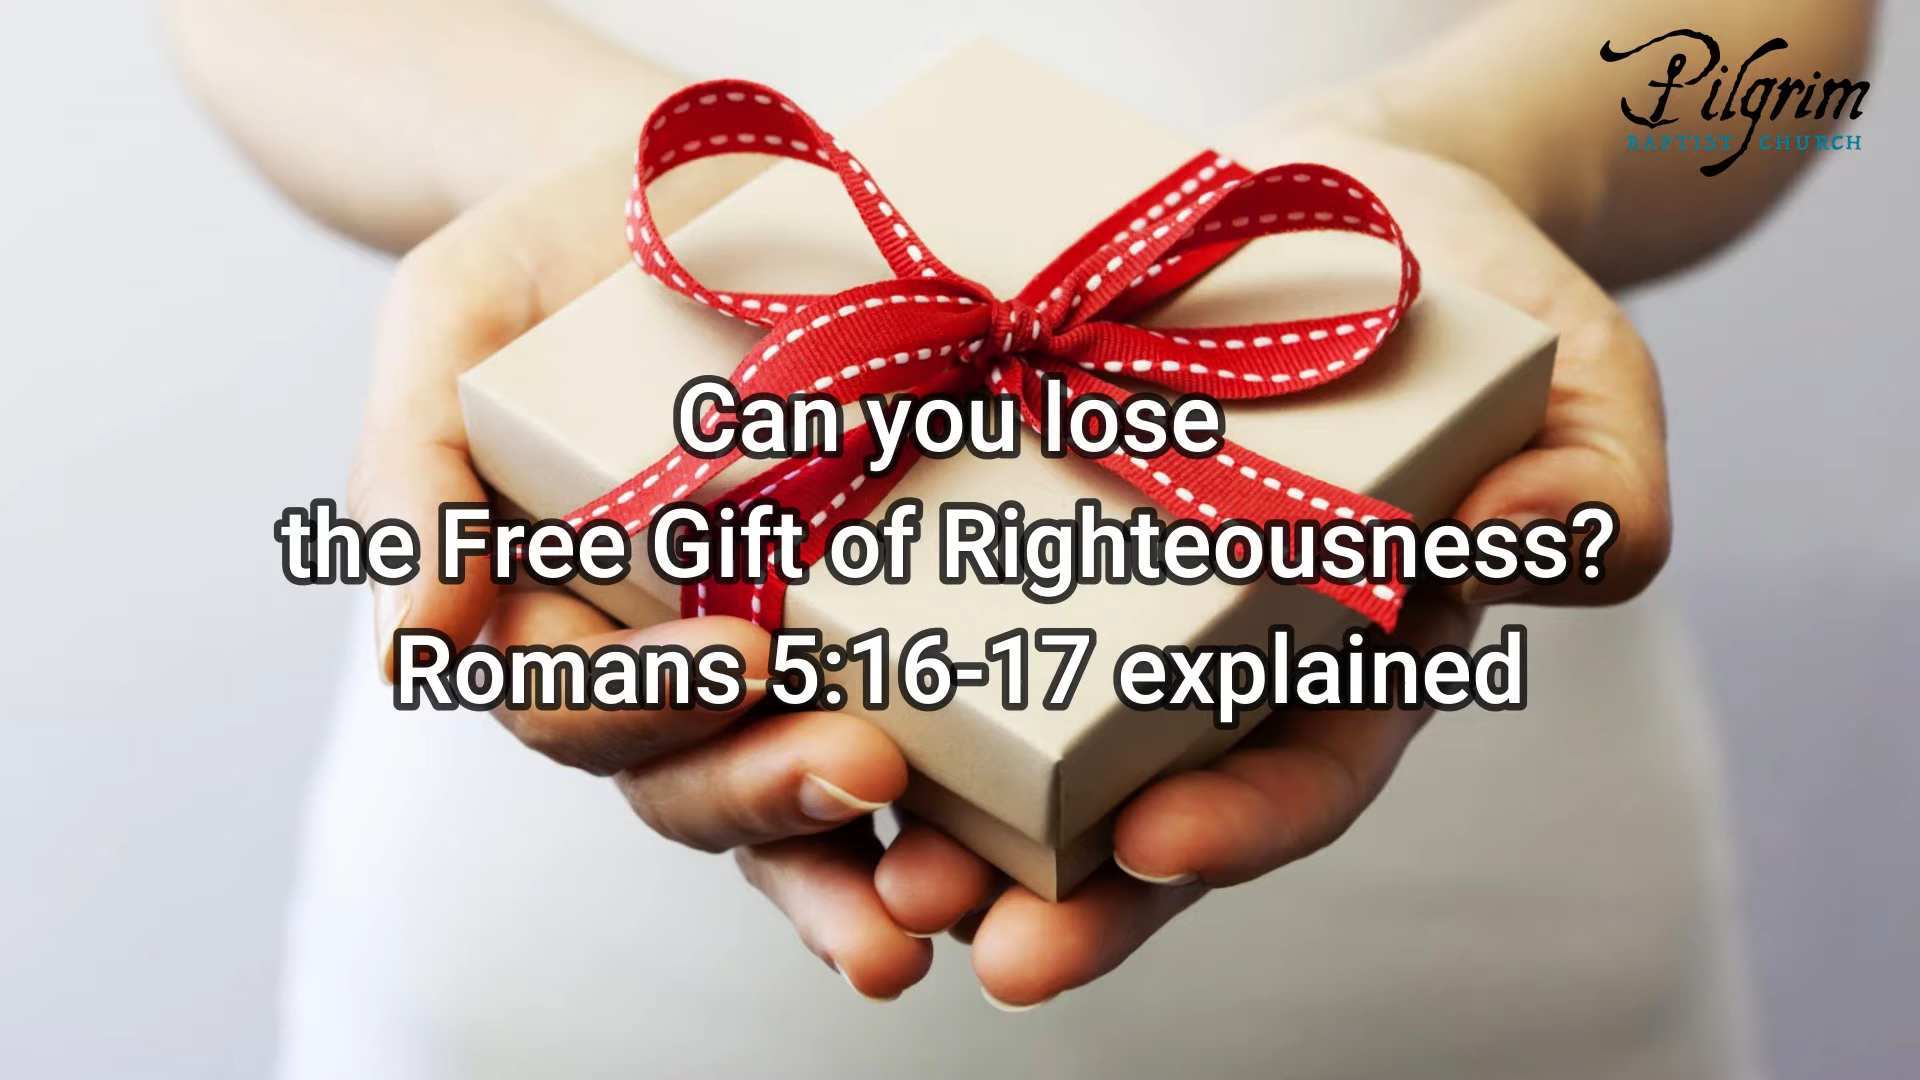 Pilgrim
BAPTIST CHURCH
Can you lose
the Free Gift of Righteousness?
Romans 5:16-17 explained